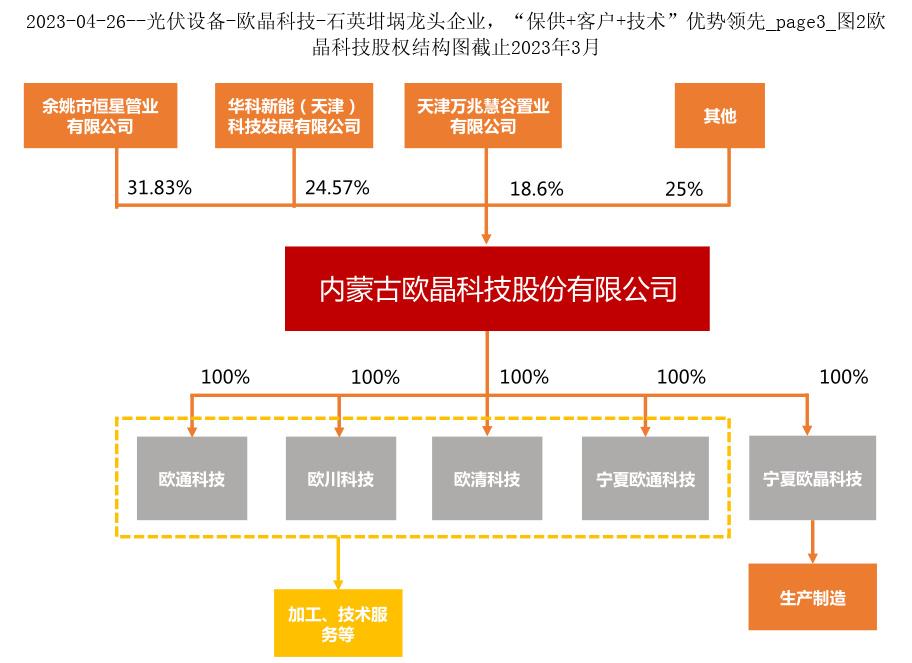 2023-04-26--光伏设备-欧晶科技-石英坩埚龙头企业，“保供+客户+技术”优势领先_page3_图2欧
晶科技股权结构图截止2023年3月
余姚市恒星管业
有限公司
华科新能（天津）
科技发展有限公司
天津万兆慧谷置业
有限公司
其他
31.83%
24.57%
18.6%
25%
内蒙古欧晶科技股份有限公司
100%
100%
100%
100%
100%
欧通科技
欧川科技
欧清科技
宁夏欧通科技
宁夏欧晶科技
加工、技术服
务等
生产制造